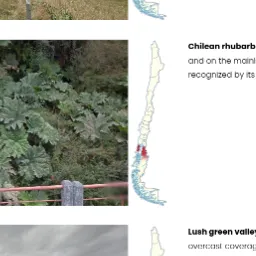 Chilean rhubarb
and on the mainl
recognized by its
Lush green valley
overcast coverag